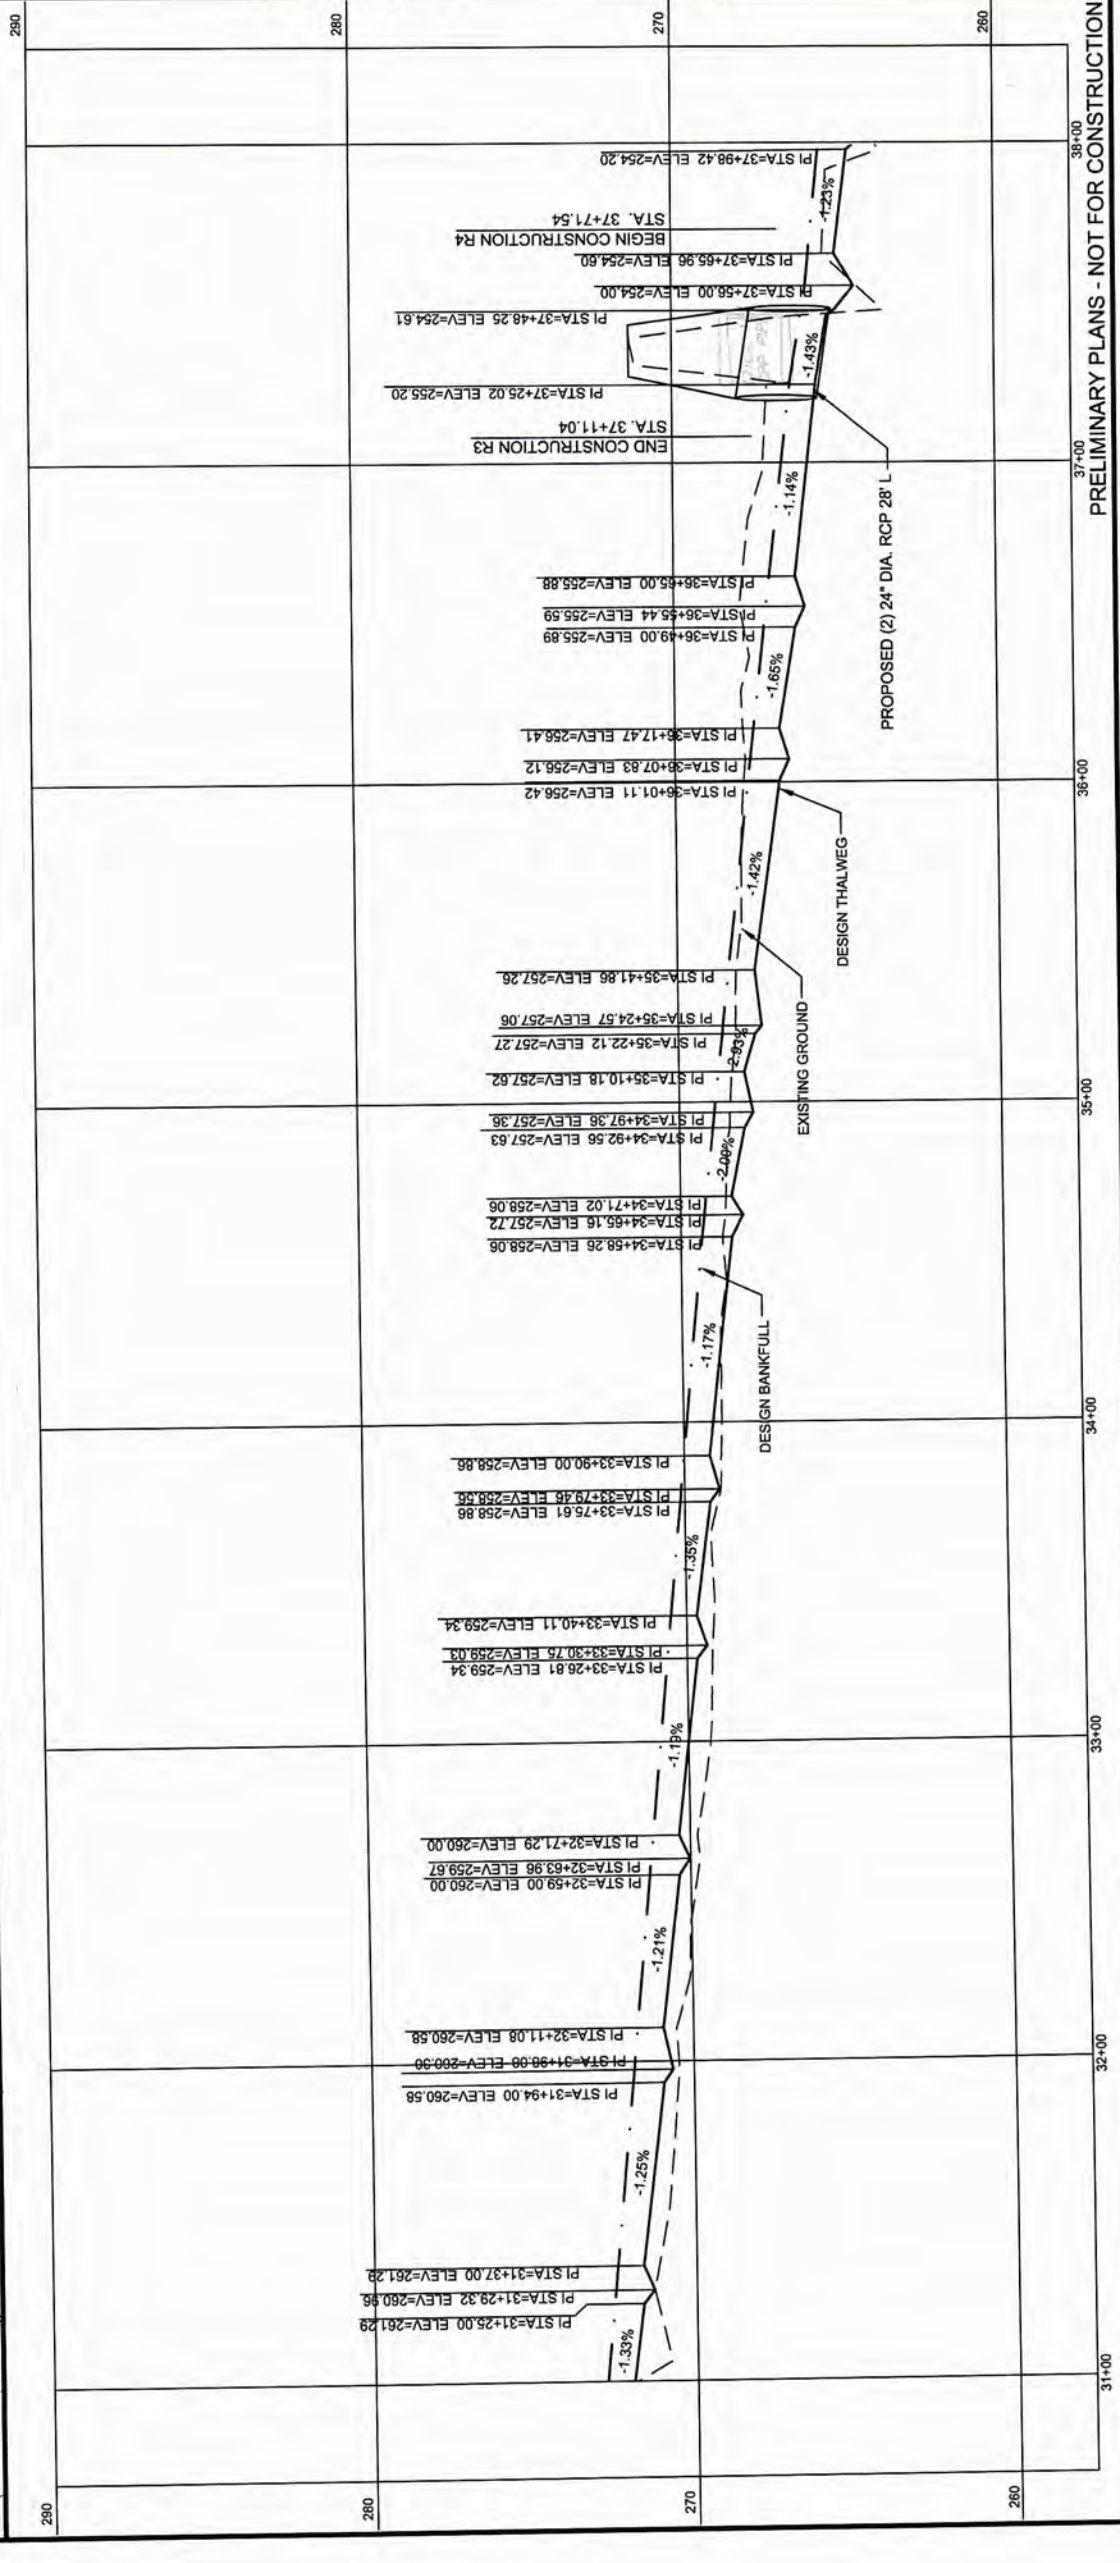 290
280
270
260
PI STA=31+25.00 ELEV=261.29
PI STA=31+29.32 ELEV=260.96
PI STA=31+37.00 ELEV=261.29
PI STA=31+94.00 ELEV=260.58
PI STA=31+98.08 ELEV=260.30
PI STA=32+11.08 ELEV=260.58
PI STA=32+59.00 ELEV=260.00
PI STA=32+63.96 ELEV=259.67
PI STA=32+71.29 ELEV=260.00
PI STA=33+26.81 ELEV=259.34
PI STA=33+30.75 ELEV=259.03
PI STA=33+40.11 ELEV=259.34
PI STA=33+75.61 ELEV=258.86
PI STA=33+79.46 ELEV=258.56
PI STA=33+90.00 ELEV=258.86
PI STA=34+58.26 ELEV=258.06
PI STA=34+65.16 ELEV=257.72
PI STA=34+71.02 ELEV=258.06
PI STA=34+92.56 ELEV=257.63
PI STA=34+97.36 ELEV=257.36
PI STA=35+10.18 ELEV=257.62
PI STA=35+22.12 ELEV=257.27
PI STA=35+24.57 ELEV=257.06
PI STA=35+41.86 ELEV=257.26
PI STA=36+01.11 ELEV=256.42
PI STA=36+07.83 ELEV=256.12
PI STA=36+17.47 ELEV=256.41
PI STA=36+49.00 ELEV=255.89
PI STA=36+55.44 ELEV=255.59
PI STA=36+65.00 ELEV=255.88
END CONSTRUCTION R3
STA. 37+11.04
PI STA=37+25.02 ELEV=255.20
PI STA=37+48.25 ELEV=254.61
PI STA=37+56.00 ELEV=254.00
PI STA=37+65.96 ELEV=254.60
BEGIN CONSTRUCTION R4
STA. 37+71.54
PI STA=37+98.42 ELEV=254.20
-1.33%
-1.25%
-1.21%
-1.19%
-1.35%
-1.17%
-2.00%
-2.93%
-1.42%
-1.65%
-1.14%
-1.43%
-1.23%
DESIGN BANKFULL
EXISTING GROUND
DESIGN THALWEG
PROPOSED (2) 24" DIA. RCP 28' L
290
280
270
260
31+00
32+00
33+00
34+00
35+00
36+00
37+00
38+00
PRELIMINARY PLANS - NOT FOR CONSTRUCTION